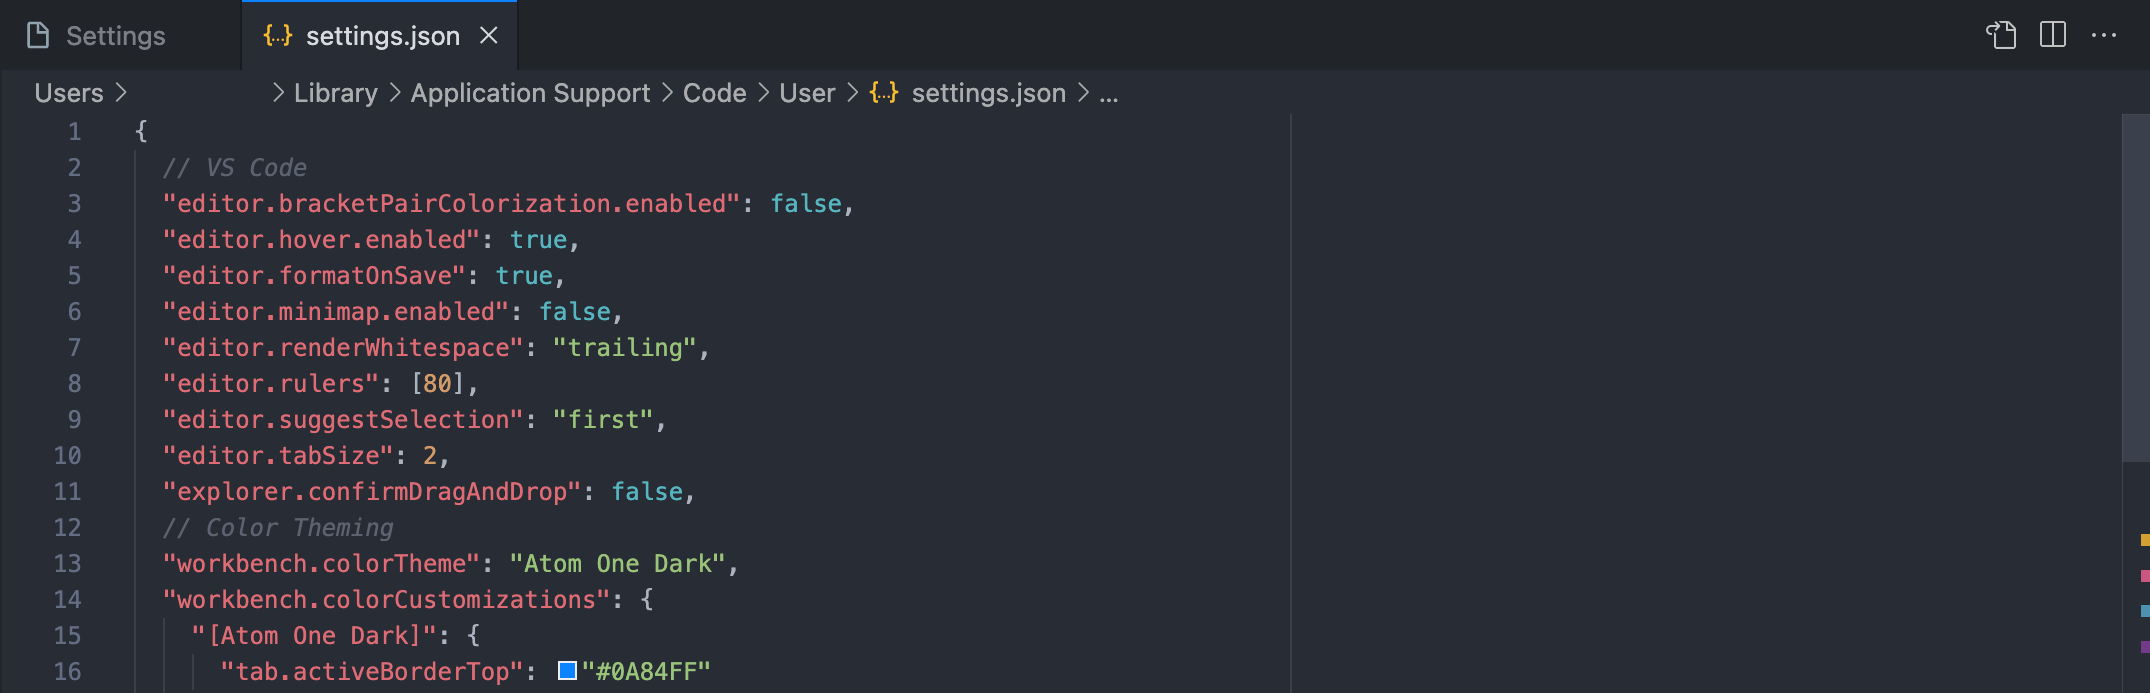 Settings
{...} settings.json
Users > > Library > Application Support > Code > User > {...} settings.json > ...
1 {
2 // VS Code
3 "editor.bracketPairColorization.enabled": false,
4 "editor.hover.enabled": true,
5 "editor.formatOnSave": true,
6 "editor.minimap.enabled": false,
7 "editor.renderWhitespace": "trailing",
8 "editor.rulers": [80],
9 "editor.suggestSelection": "first",
10 "editor.tabSize": 2,
11 "explorer.confirmDragAndDrop": false,
12 // Color Theming
13 "workbench.colorTheme": "Atom One Dark",
14 "workbench.colorCustomizations": {
15 "[Atom One Dark]": {
16 "tab.activeBorderTop": "#0A84FF"